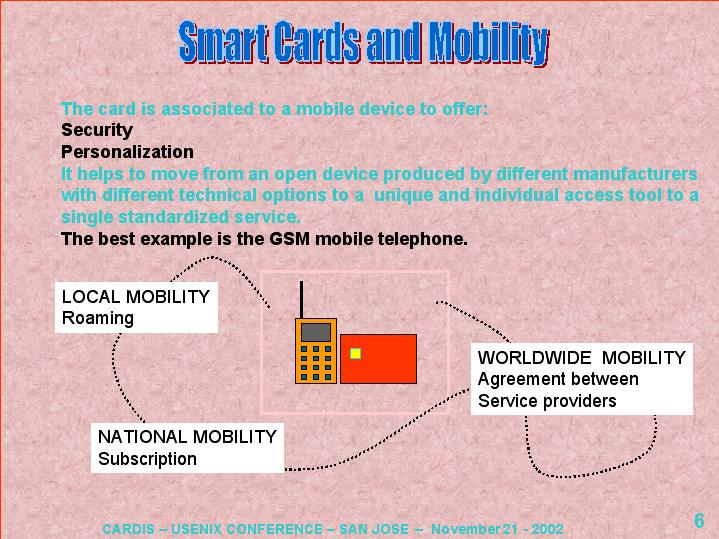 Smart Cards and Mobility
The card is associated to a mobile device to offer:
Security
Personalization
It helps to move from an open device produced by different manufacturers
with different technical options to a unique and individual access tool to a
single standardized service.
The best example is the GSM mobile telephone.
LOCAL MOBILITY
Roaming
WORLDWIDE MOBILITY
Agreement between
Service providers
NATIONAL MOBILITY
Subscription
CARDIS – USENIX CONFERENCE – SAN JOSE – November 21 - 2002
6